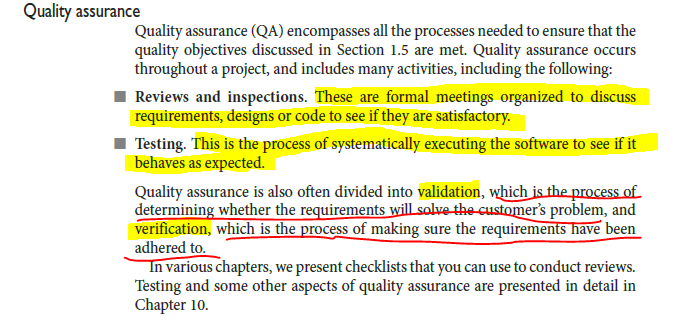 Quality assurance
Quality assurance (QA) encompasses all the processes needed to ensure that the
quality objectives discussed in Section 1.5 are met. Quality assurance occurs
throughout a project, and includes many activities, including the following:
■ Reviews and inspections. These are formal meetings organized to discuss
requirements, designs or code to see if they are satisfactory.
■ Testing. This is the process of systematically executing the software to see if it
behaves as expected.
Quality assurance is also often divided into validation, which is the process of
determining whether the requirements will solve the customer's problem, and
verification, which is the process of making sure the requirements have been
adhered to.
In various chapters, we present checklists that you can use to conduct reviews.
Testing and some other aspects of quality assurance are presented in detail in
Chapter 10.